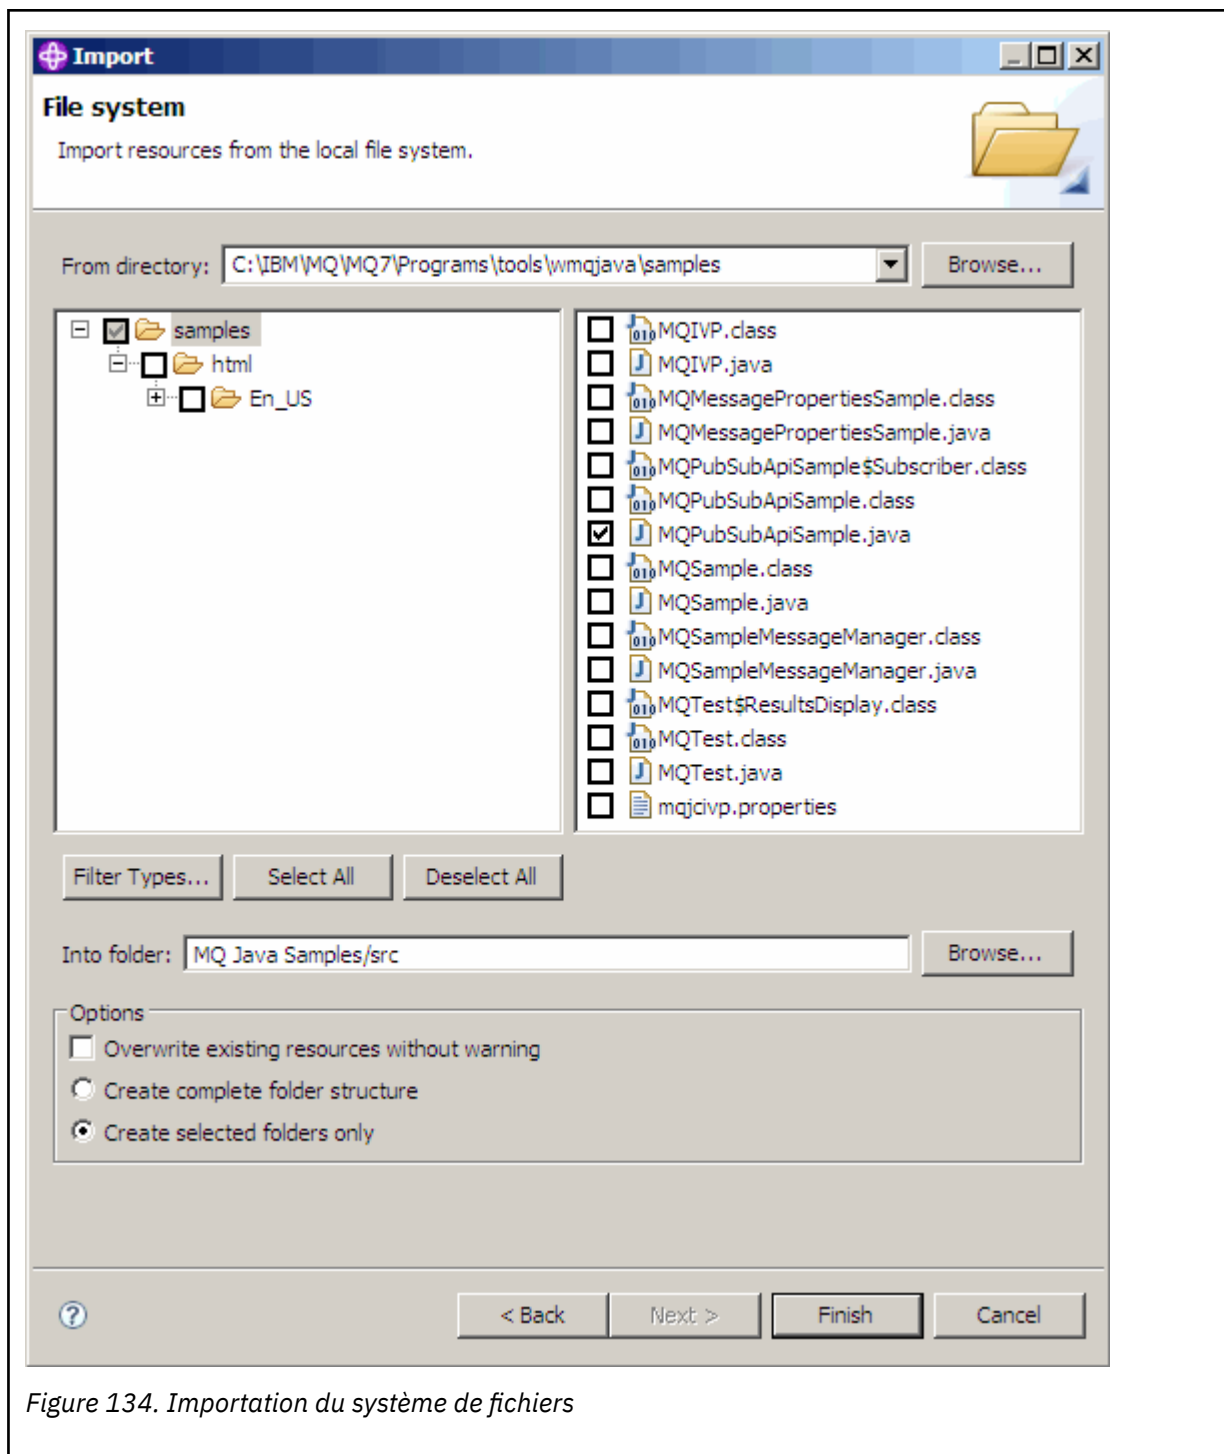 Import
File system
Import resources from the local file system.
From directory: C:\IBM\MQ\MQ7\Programs\tools\wmqjava\samples Browse...
samples
html
En_US
MQIVP.class
MQIVP.java
MQMessagePropertiesSample.class
MQMessagePropertiesSample.java
MQPubSubApiSample$Subscriber.class
MQPubSubApiSample.class
MQPubSubApiSample.java
MQSample.class
MQSample.java
MQSampleMessageManager.class
MQSampleMessageManager.java
MQTest$ResultsDisplay.class
MQTest.class
MQTest.java
mqjcivp.properties
Filter Types... Select All Deselect All
Into folder: MQ Java Samples/src Browse...
Options
Overwrite existing resources without warning
Create complete folder structure
Create selected folders only
< Back Next > Finish Cancel
Figure 134. Importation du système de fichiers